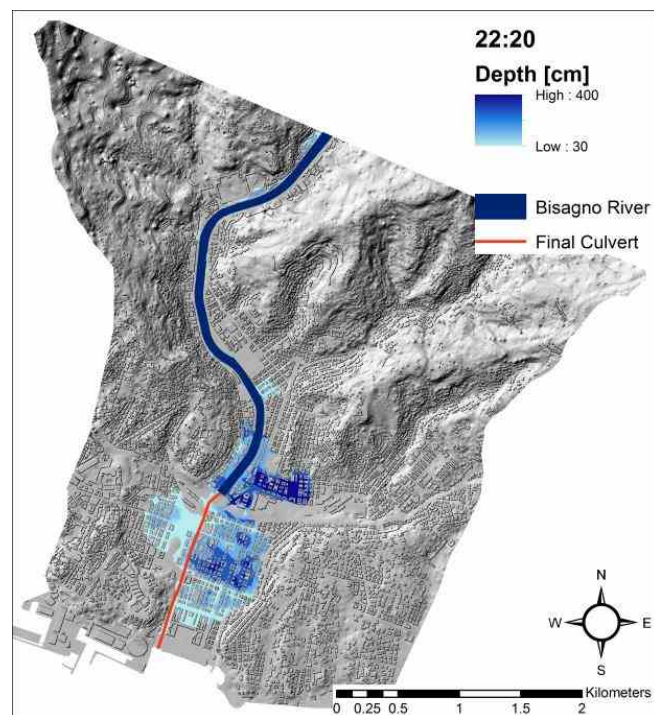 22:20
Depth [cm]
High : 400
Low : 30
Bisagno River
Final Culvert
N
W E
S
Kilometers
0 0.25 0.5 1 1.5 2